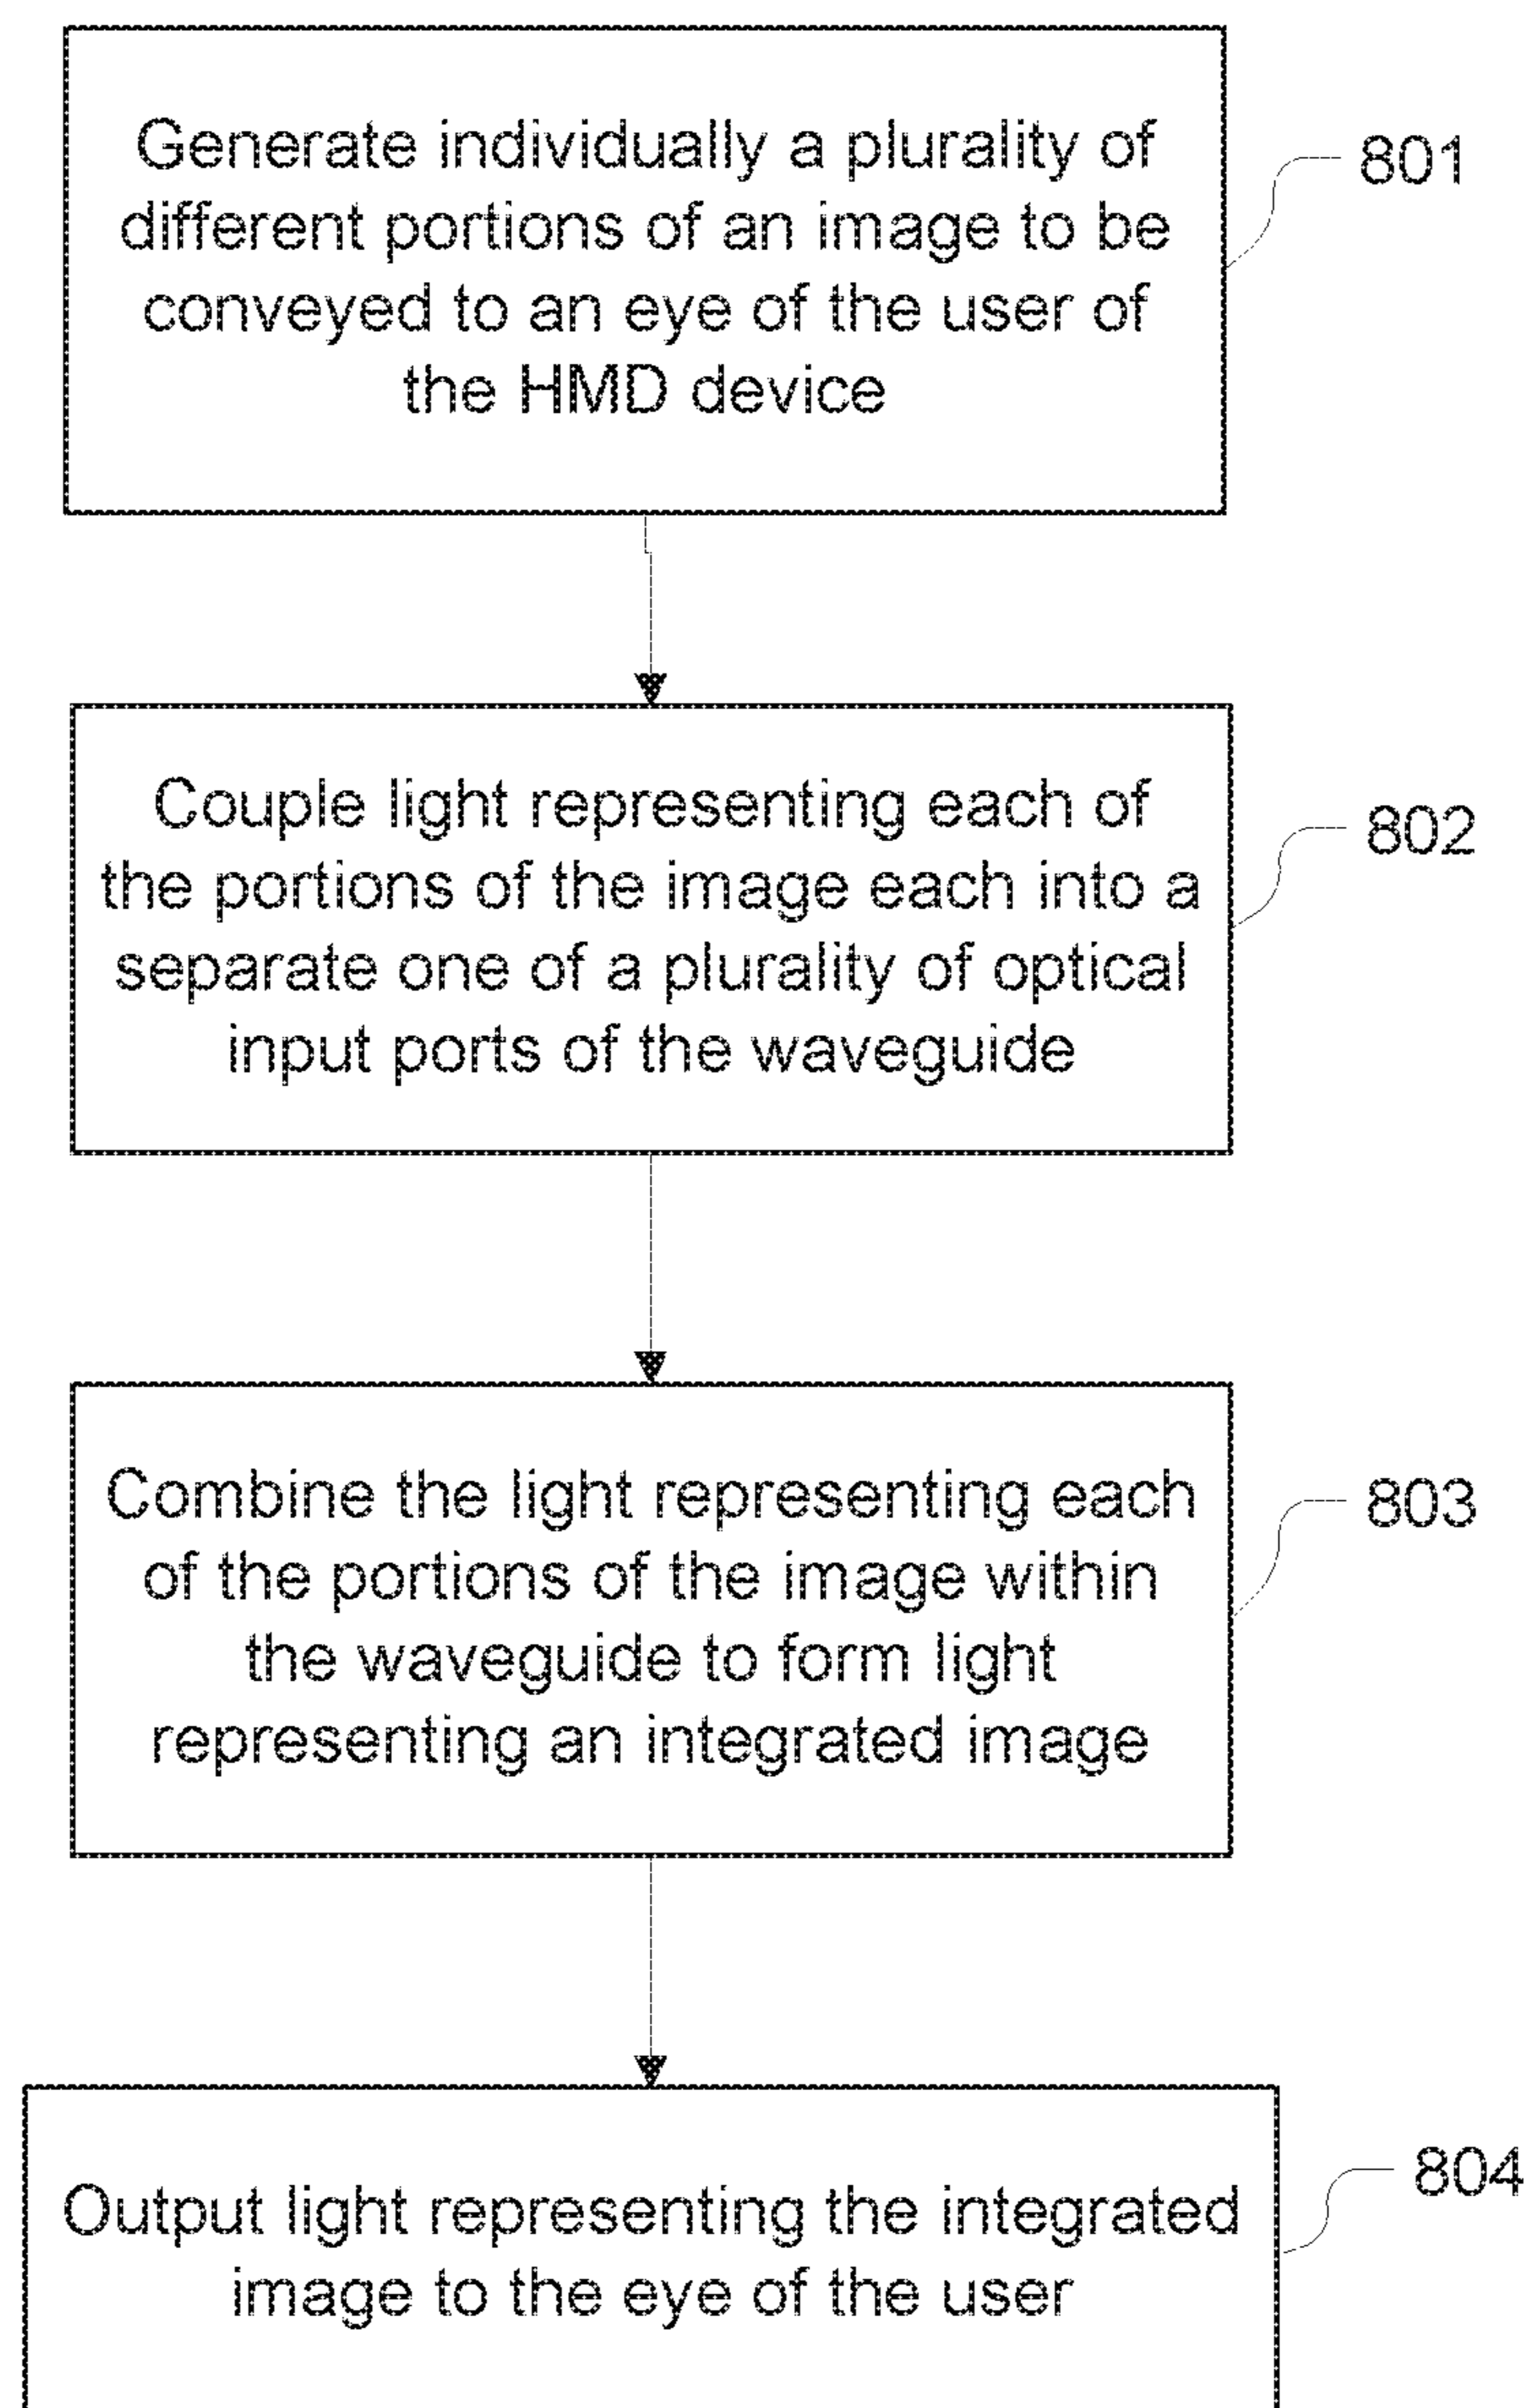 Generate individually a plurality of
different portions of an image to be
conveyed to an eye of the user of
the HMD device
801
Couple light representing each of
the portions of the image each into a
separate one of a plurality of optical
input ports of the waveguide
802
Combine the light representing each
of the portions of the image within
the waveguide to form light
representing an integrated image
803
Output light representing the integrated
image to the eye of the user
804